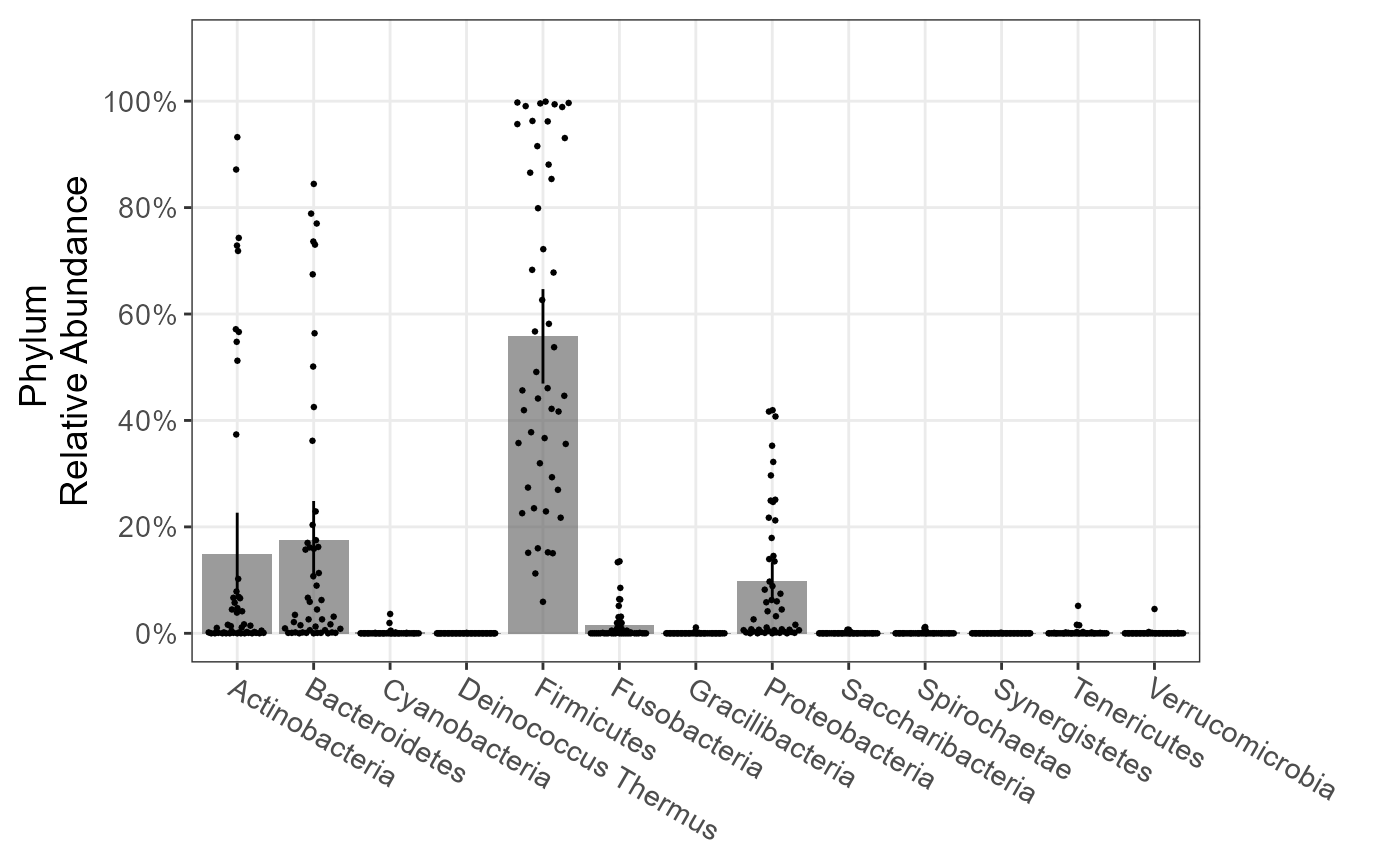 Phylum
Relative Abundance
100%
80%
60%
40%
20%
0%
Actinobacteria
Bacteroidetes
Cyanobacteria
Deinococcus Thermus
Firmicutes
Fusobacteria
Gracilibacteria
Proteobacteria
Saccharibacteria
Spirochaetae
Synergistetes
Tenericutes
Verrucomicrobia